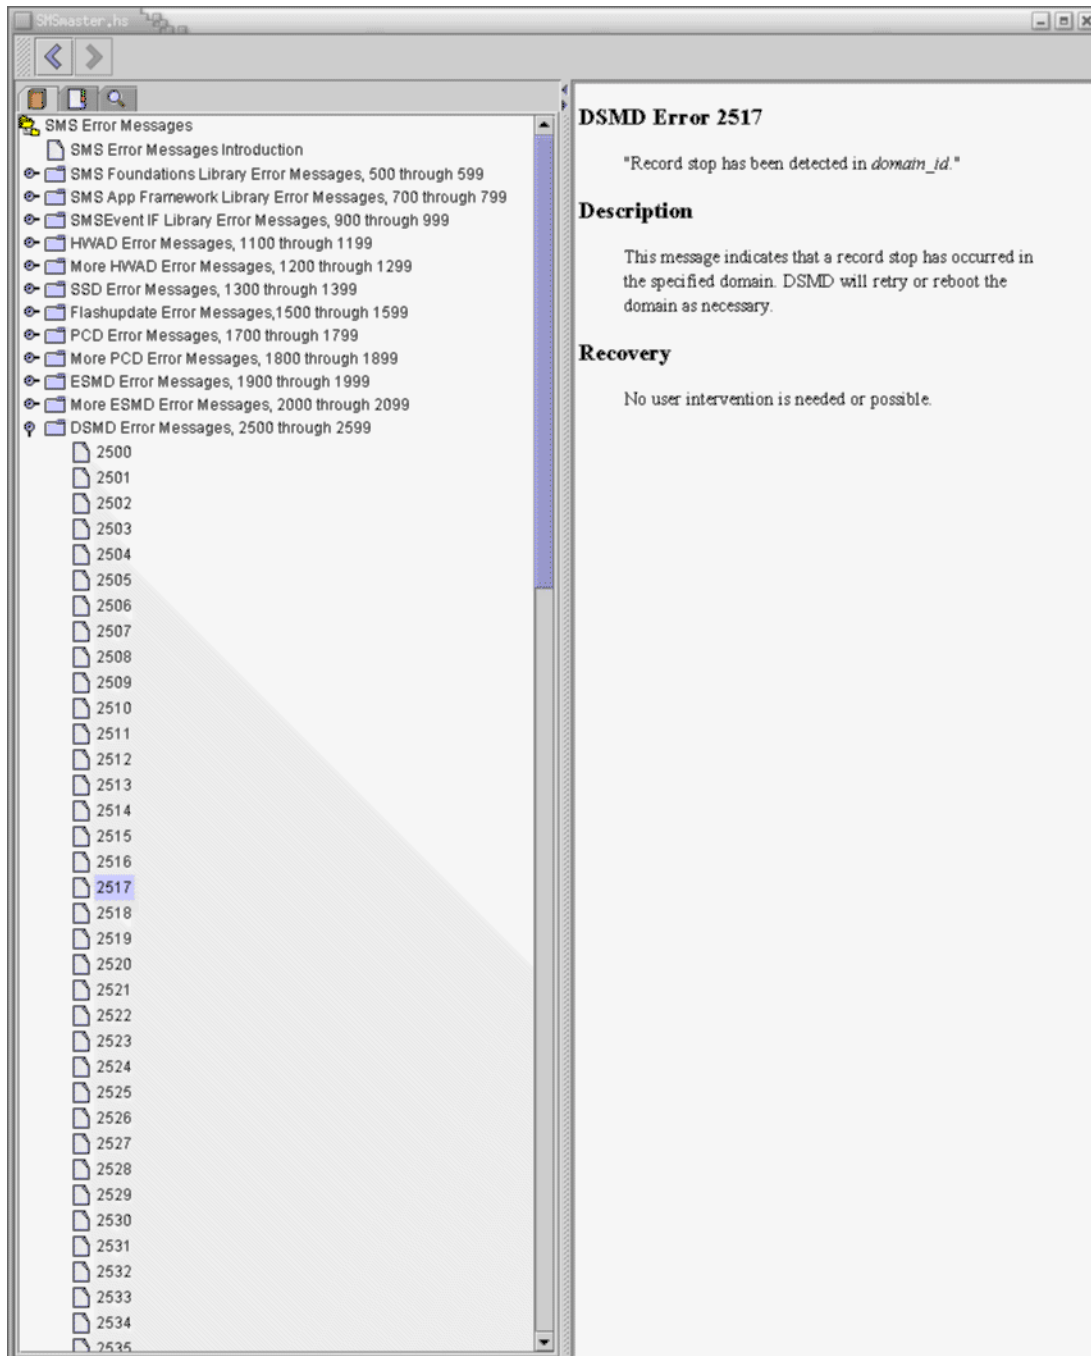 SMSmaster.hs
SMS Error Messages
SMS Error Messages Introduction
SMS Foundations Library Error Messages, 500 through 599
SMS App Framework Library Error Messages, 700 through 799
SMSEvent IF Library Error Messages, 900 through 999
HWAD Error Messages, 1100 through 1199
More HWAD Error Messages, 1200 through 1299
SSD Error Messages, 1300 through 1399
Flashupdate Error Messages,1500 through 1599
PCD Error Messages, 1700 through 1799
More PCD Error Messages, 1800 through 1899
ESMD Error Messages, 1900 through 1999
More ESMD Error Messages, 2000 through 2099
DSMD Error Messages, 2500 through 2599
2500
2501
2502
2503
2504
2505
2506
2507
2508
2509
2510
2511
2512
2513
2514
2515
2516
2517
2518
2519
2520
2521
2522
2523
2524
2525
2526
2527
2528
2529
2530
2531
2532
2533
2534
2535
DSMD Error 2517
"Record stop has been detected in domain_id."
Description
This message indicates that a record stop has occurred in
the specified domain. DSMD will retry or reboot the
domain as necessary.
Recovery
No user intervention is needed or possible.